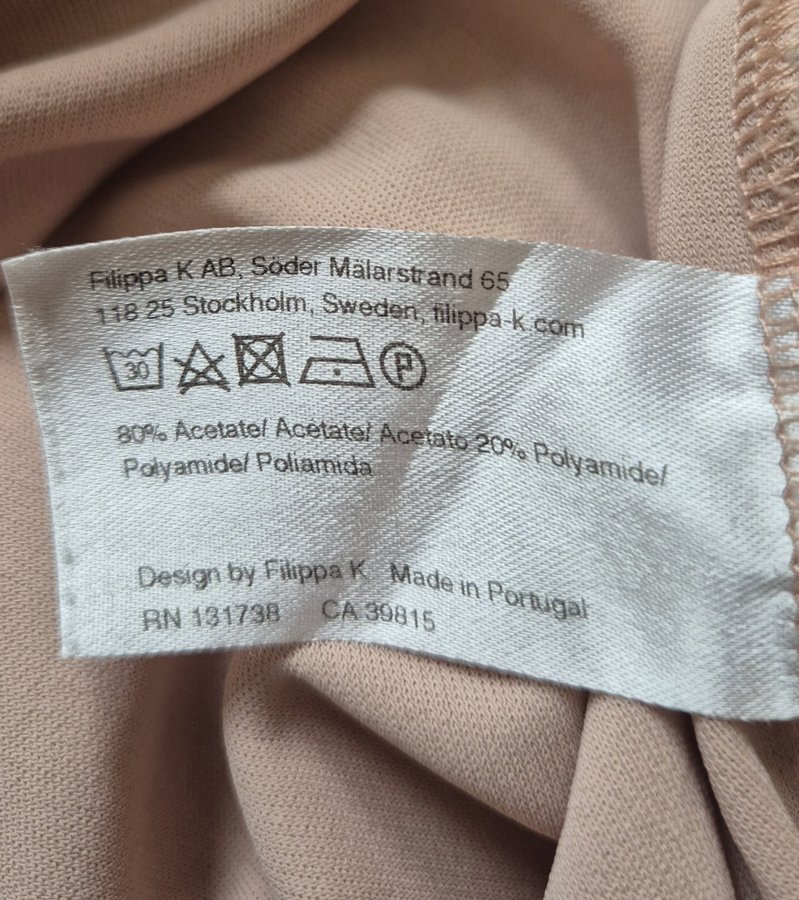 Filippa K AB, Söder Mälarstrand 65
118 25 Stockholm, Sweden, filippa-k.com
30 P
80% Acetate/ Acétate/ Acetato 20% Polyamide/
Polyamide/ Poliamida
Design by Filippa K Made in Portugal
RN 131738 CA 39815